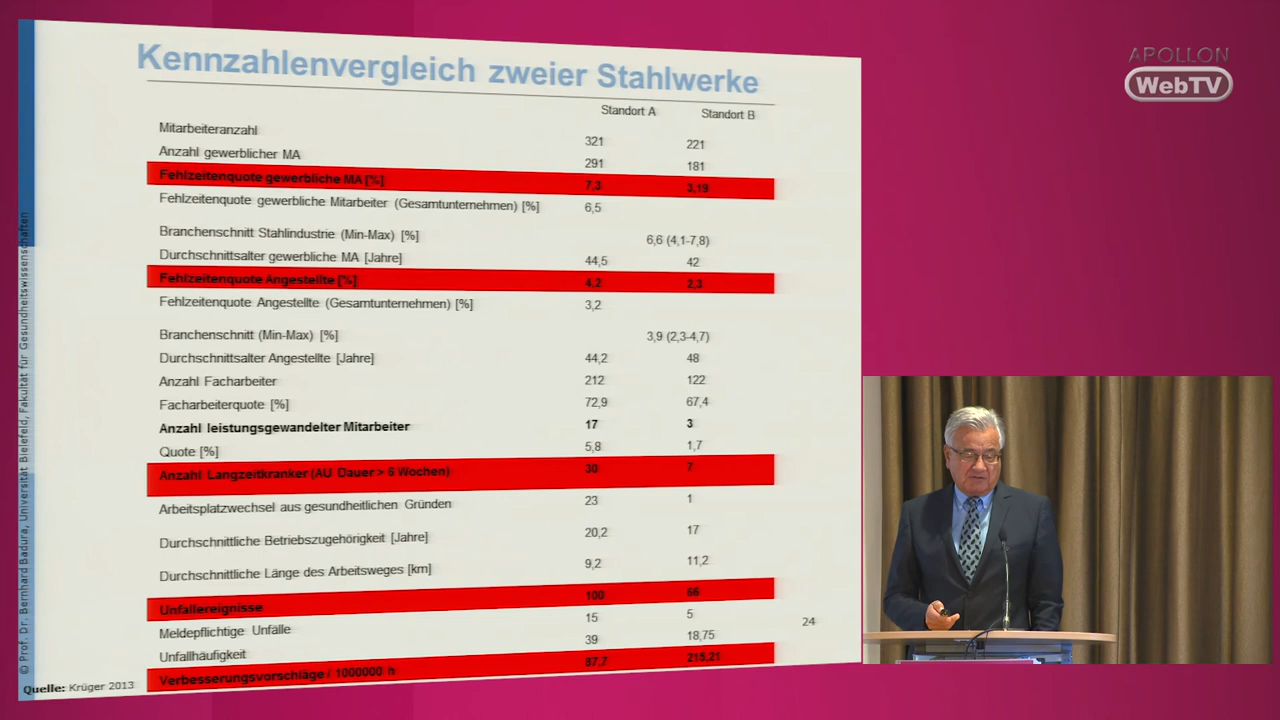 Kennzahlenvergleich zweier Stahlwerke
Standort A Standort B
Mitarbeiteranzahl 321 221
Anzahl gewerblicher MA 291 181
Fehlzeitenquote gewerbliche MA [%] 7,3 3,19
Fehlzeitenquote gewerbliche Mitarbeiter (Gesamtunternehmen) [%] 6,5
Branchenschnitt Stahlindustrie (Min-Max) [%] 6,6 (4,1-7,8)
Durchschnittsalter gewerbliche MA [Jahre] 44,5 42
Fehlzeitenquote Angestellte [%] 4,2 2,3
Fehlzeitenquote Angestellte (Gesamtunternehmen) [%] 3,2
Branchenschnitt (Min-Max) [%] 3,9 (2,3-4,7)
Durchschnittsalter Angestellte [Jahre] 44,2 48
Anzahl Facharbeiter 212 122
Facharbeiterquote [%] 72,9 67,4
Anzahl leistungsgewandelter Mitarbeiter 17 3
Quote [%] 5,8 1,7
Anzahl Langzeitkranker (AU Dauer > 6 Wochen) 30 7
Arbeitsplatzwechsel aus gesundheitlichen Gründen 23 1
Durchschnittliche Betriebszugehörigkeit [Jahre] 20,2 17
Durchschnittliche Länge des Arbeitsweges [km] 9,2 11,2
Unfallereignisse 100 66
Meldepflichtige Unfälle 15 5
Unfallhäufigkeit 39 18,75
Verbesserungsvorschläge / 1000000 h 87,7 215,21
24
Quelle: Krüger 2013
© Prof. Dr. Bernhard Badura, Universität Bielefeld, Fakultät für Gesundheitswissenschaften
APOLLON
WebTV